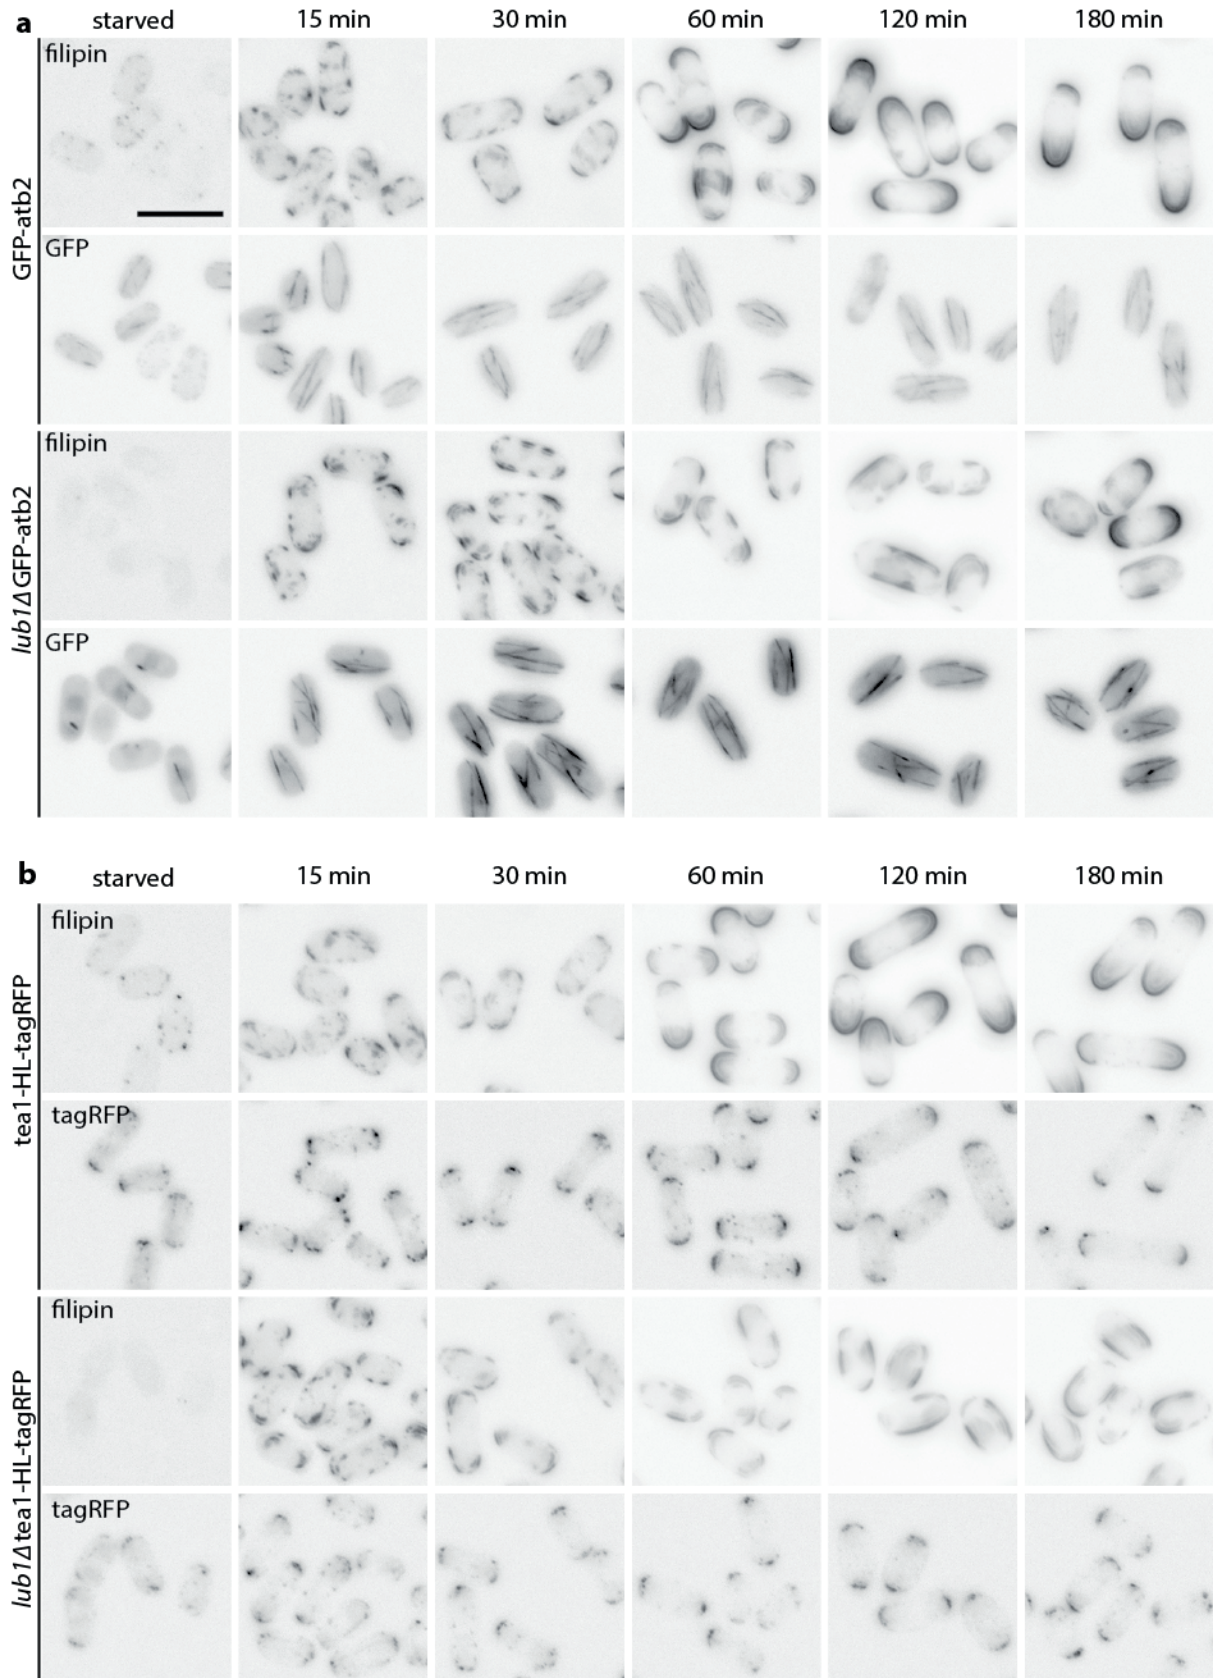 a
starved 15 min 30 min 60 min 120 min 180 min
GFP-atb2
filipin
GFP
lub1Δ GFP-atb2
filipin
GFP
b
starved 15 min 30 min 60 min 120 min 180 min
tea1-HL-tagRFP
filipin
tagRFP
lub1Δ tea1-HL-tagRFP
filipin
tagRFP